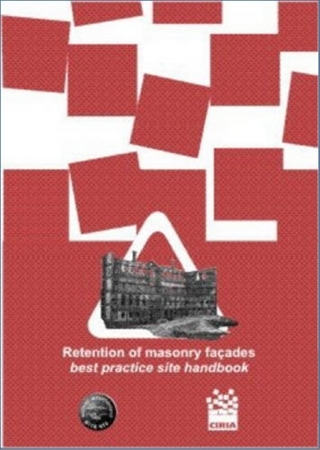 Retention of masonry façades
best practice site handbook
CIRIA